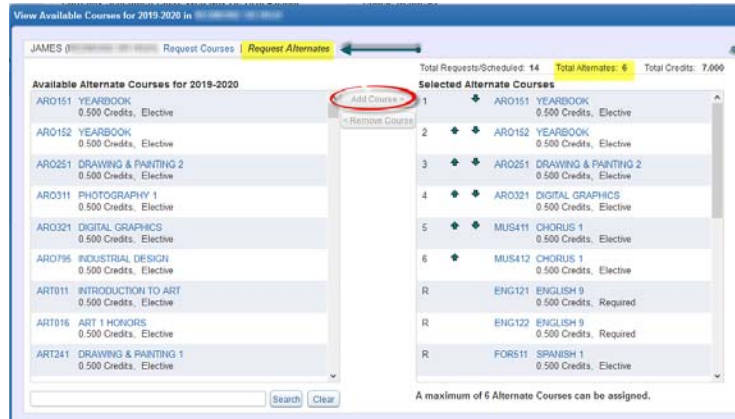 View Available Courses for 2019-2020 in
JAMES ( Request Courses | Request Alternates
Total Requests/Scheduled: 14 Total Alternates: 6 Total Credits: 7.000
Available Alternate Courses for 2019-2020
ARO151 YEARBOOK
0.500 Credits, Elective
ARO152 YEARBOOK
0.500 Credits, Elective
ARO251 DRAWING & PAINTING 2
0.500 Credits, Elective
ARO311 PHOTOGRAPHY 1
0.500 Credits, Elective
ARO321 DIGITAL GRAPHICS
0.500 Credits, Elective
ARO795 INDUSTRIAL DESIGN
0.500 Credits, Elective
ART011 INTRODUCTION TO ART
0.500 Credits, Elective
ART016 ART 1 HONORS
0.500 Credits, Elective
ART241 DRAWING & PAINTING 1
0.500 Credits, Elective
Search Clear
Add Course >
< Remove Course
Selected Alternate Courses
1 ARO151 YEARBOOK
0.500 Credits, Elective
2 ARO152 YEARBOOK
0.500 Credits, Elective
3 ARO251 DRAWING & PAINTING 2
0.500 Credits, Elective
4 ARO321 DIGITAL GRAPHICS
0.500 Credits, Elective
5 MUS411 CHORUS 1
0.500 Credits, Elective
6 MUS412 CHORUS 1
0.500 Credits, Elective
R ENG121 ENGLISH 9
0.500 Credits, Required
R ENG122 ENGLISH 9
0.500 Credits, Required
R FOR511 SPANISH 1
0.500 Credits, Elective
A maximum of 6 Alternate Courses can be assigned.